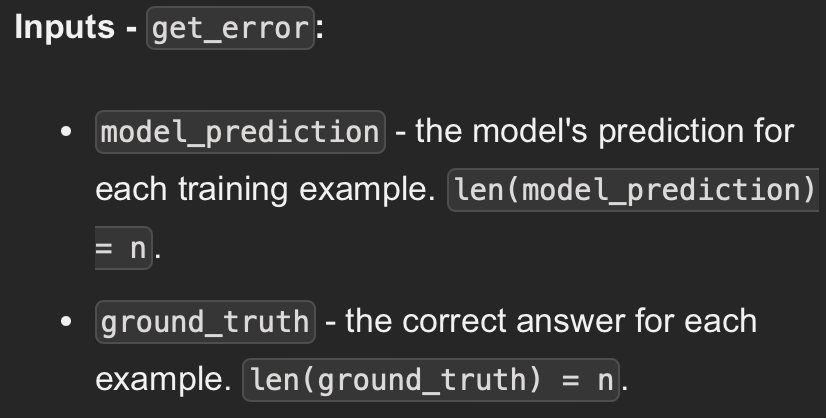 Inputs - get_error:
• model_prediction - the model's prediction for
each training example. len(model_prediction)
= n.
• ground_truth - the correct answer for each
example. len(ground_truth) = n.